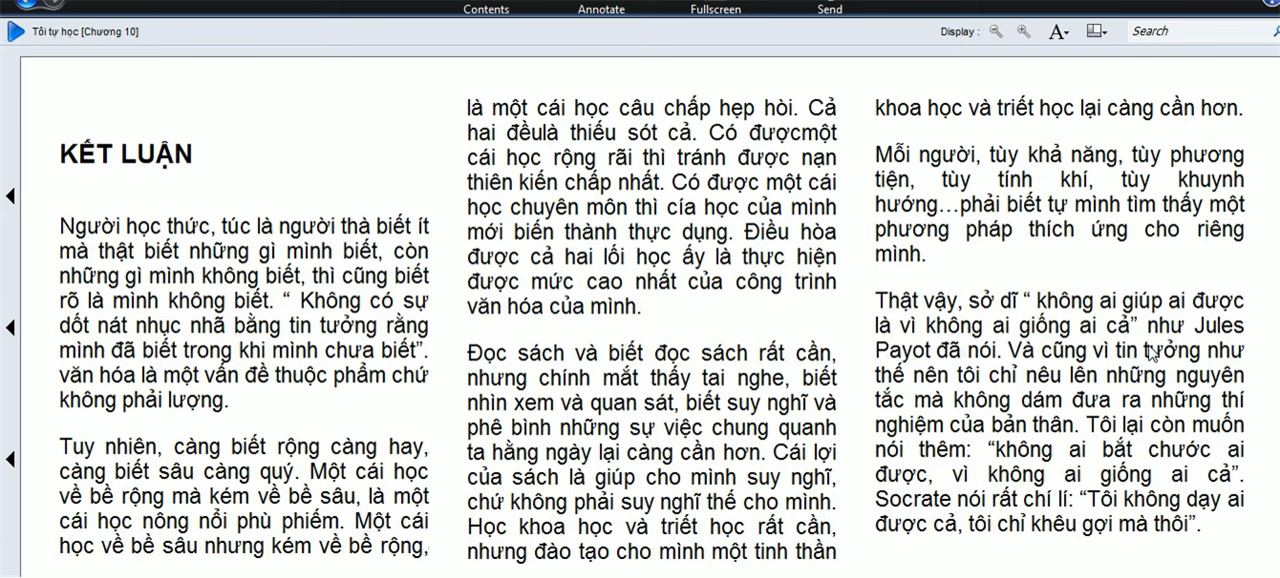 Contents Annotate Fullscreen Send
Tôi tự học [Chương 10] Display : A Search
KẾT LUẬN
Người học thức, túc là người thà biết ít
mà thật biết những gì mình biết, còn
những gì mình không biết, thì cũng biết
rõ là mình không biết. “ Không có sự
dốt nát nhục nhã bằng tin tưởng rằng
mình đã biết trong khi mình chưa biết”.
văn hóa là một vấn đề thuộc phẩm chứ
không phải lượng.
Tuy nhiên, càng biết rộng càng hay,
càng biết sâu càng quý. Một cái học
về bề rộng mà kém về bề sâu, là một
cái học nông nổi phù phiếm. Một cái
học về bề sâu nhưng kém về bề rộng,
là một cái học câu chấp hẹp hòi. Cả
hai đềulà thiếu sót cả. Có đượcmột
cái học rộng rãi thì tránh được nạn
thiên kiến chấp nhất. Có được một cái
học chuyên môn thì cía học của mình
mới biến thành thực dụng. Điều hòa
được cả hai lối học ấy là thực hiện
được mức cao nhất của công trình
văn hóa của mình.
Đọc sách và biết đọc sách rất cần,
nhưng chính mắt thấy tai nghe, biết
nhìn xem và quan sát, biết suy nghĩ và
phê bình những sự việc chung quanh
ta hằng ngày lại càng cần hơn. Cái lợi
của sách là giúp cho mình suy nghĩ,
chứ không phải suy nghĩ thế cho mình.
Học khoa học và triết học rất cần,
nhưng đào tạo cho mình một tinh thần
khoa học và triết học lại càng cần hơn.
Mỗi người, tùy khả năng, tùy phương
tiện, tùy tính khí, tùy khuynh
hướng…phải biết tự mình tìm thấy một
phương pháp thích ứng cho riêng
mình.
Thật vậy, sở dĩ “ không ai giúp ai được
là vì không ai giống ai cả” như Jules
Payot đã nói. Và cũng vì tin tưởng như
thế nên tôi chỉ nêu lên những nguyên
tắc mà không dám đưa ra những thí
nghiệm của bản thân. Tôi lại còn muốn
nói thêm: “không ai bắt chước ai
được, vì không ai giống ai cả”.
Socrate nói rất chí lí: “Tôi không dạy ai
được cả, tôi chỉ khêu gợi mà thôi”.